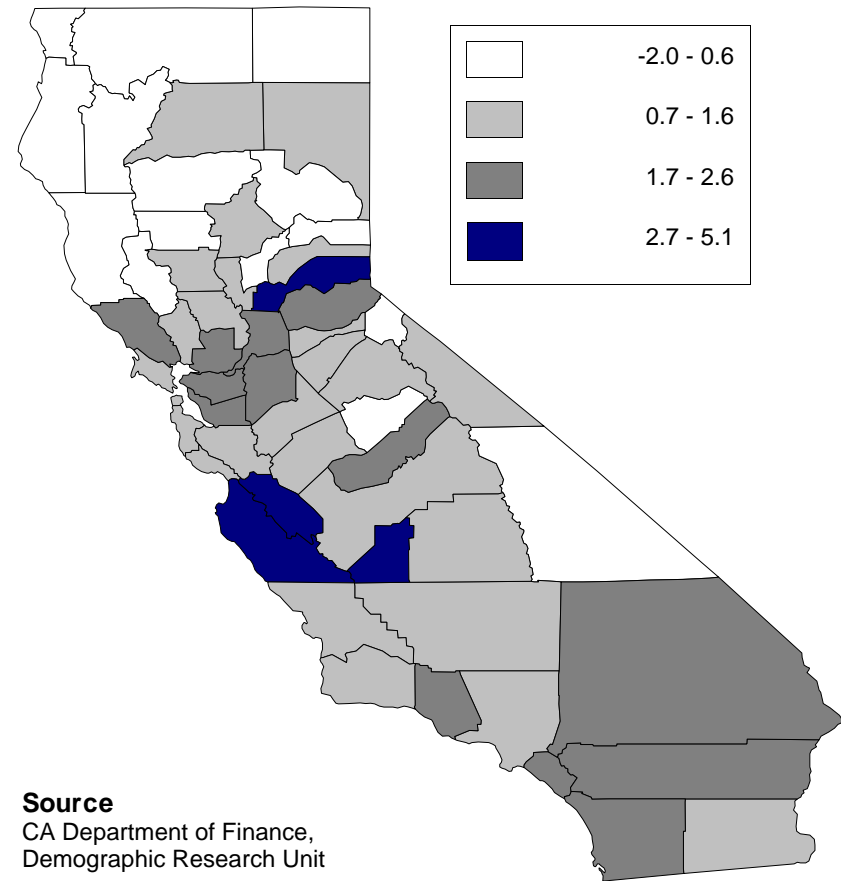 -2.0 - 0.6
0.7 - 1.6
1.7 - 2.6
2.7 - 5.1
Source
CA Department of Finance,
Demographic Research Unit